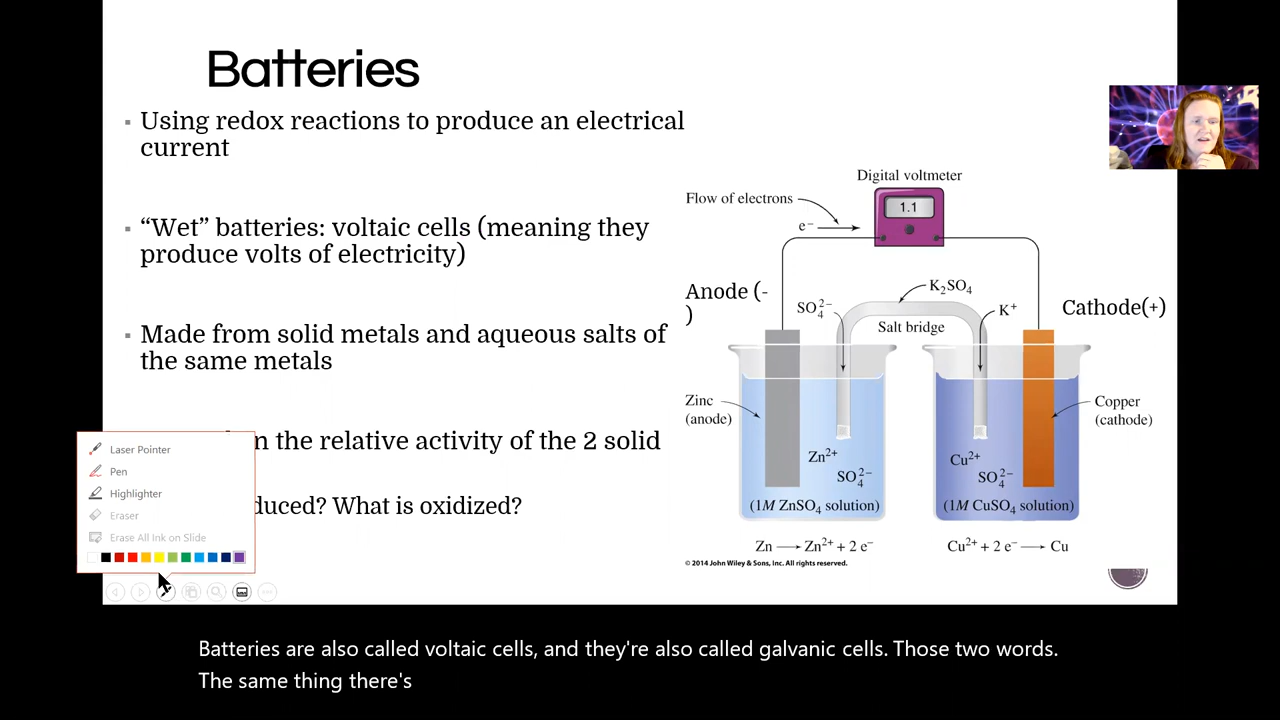 Batteries
▪ Using redox reactions to produce an electrical
current
▪ “Wet” batteries: voltaic cells (meaning they
produce volts of electricity)
▪ Made from solid metals and aqueous salts of
the same metals
the relative activity of the 2 solid
What is oxidized?
Laser Pointer
Pen
Highlighter
Eraser
Erase All Ink on Slide
Digital voltmeter
1.1
Flow of electrons
e⁻
Anode (-
)
Cathode(+)
SO₄²⁻
K₂SO₄
K⁺
Salt bridge
Zinc
(anode)
Copper
(cathode)
Zn²⁺
SO₄²⁻
(1M ZnSO₄ solution)
Cu²⁺
SO₄²⁻
(1M CuSO₄ solution)
Zn ⟶ Zn²⁺ + 2 e⁻
Cu²⁺ + 2 e⁻ ⟶ Cu
© 2014 John Wiley & Sons, Inc. All rights reserved.
Batteries are also called voltaic cells, and they're also called galvanic cells. Those two words.
The same thing there's